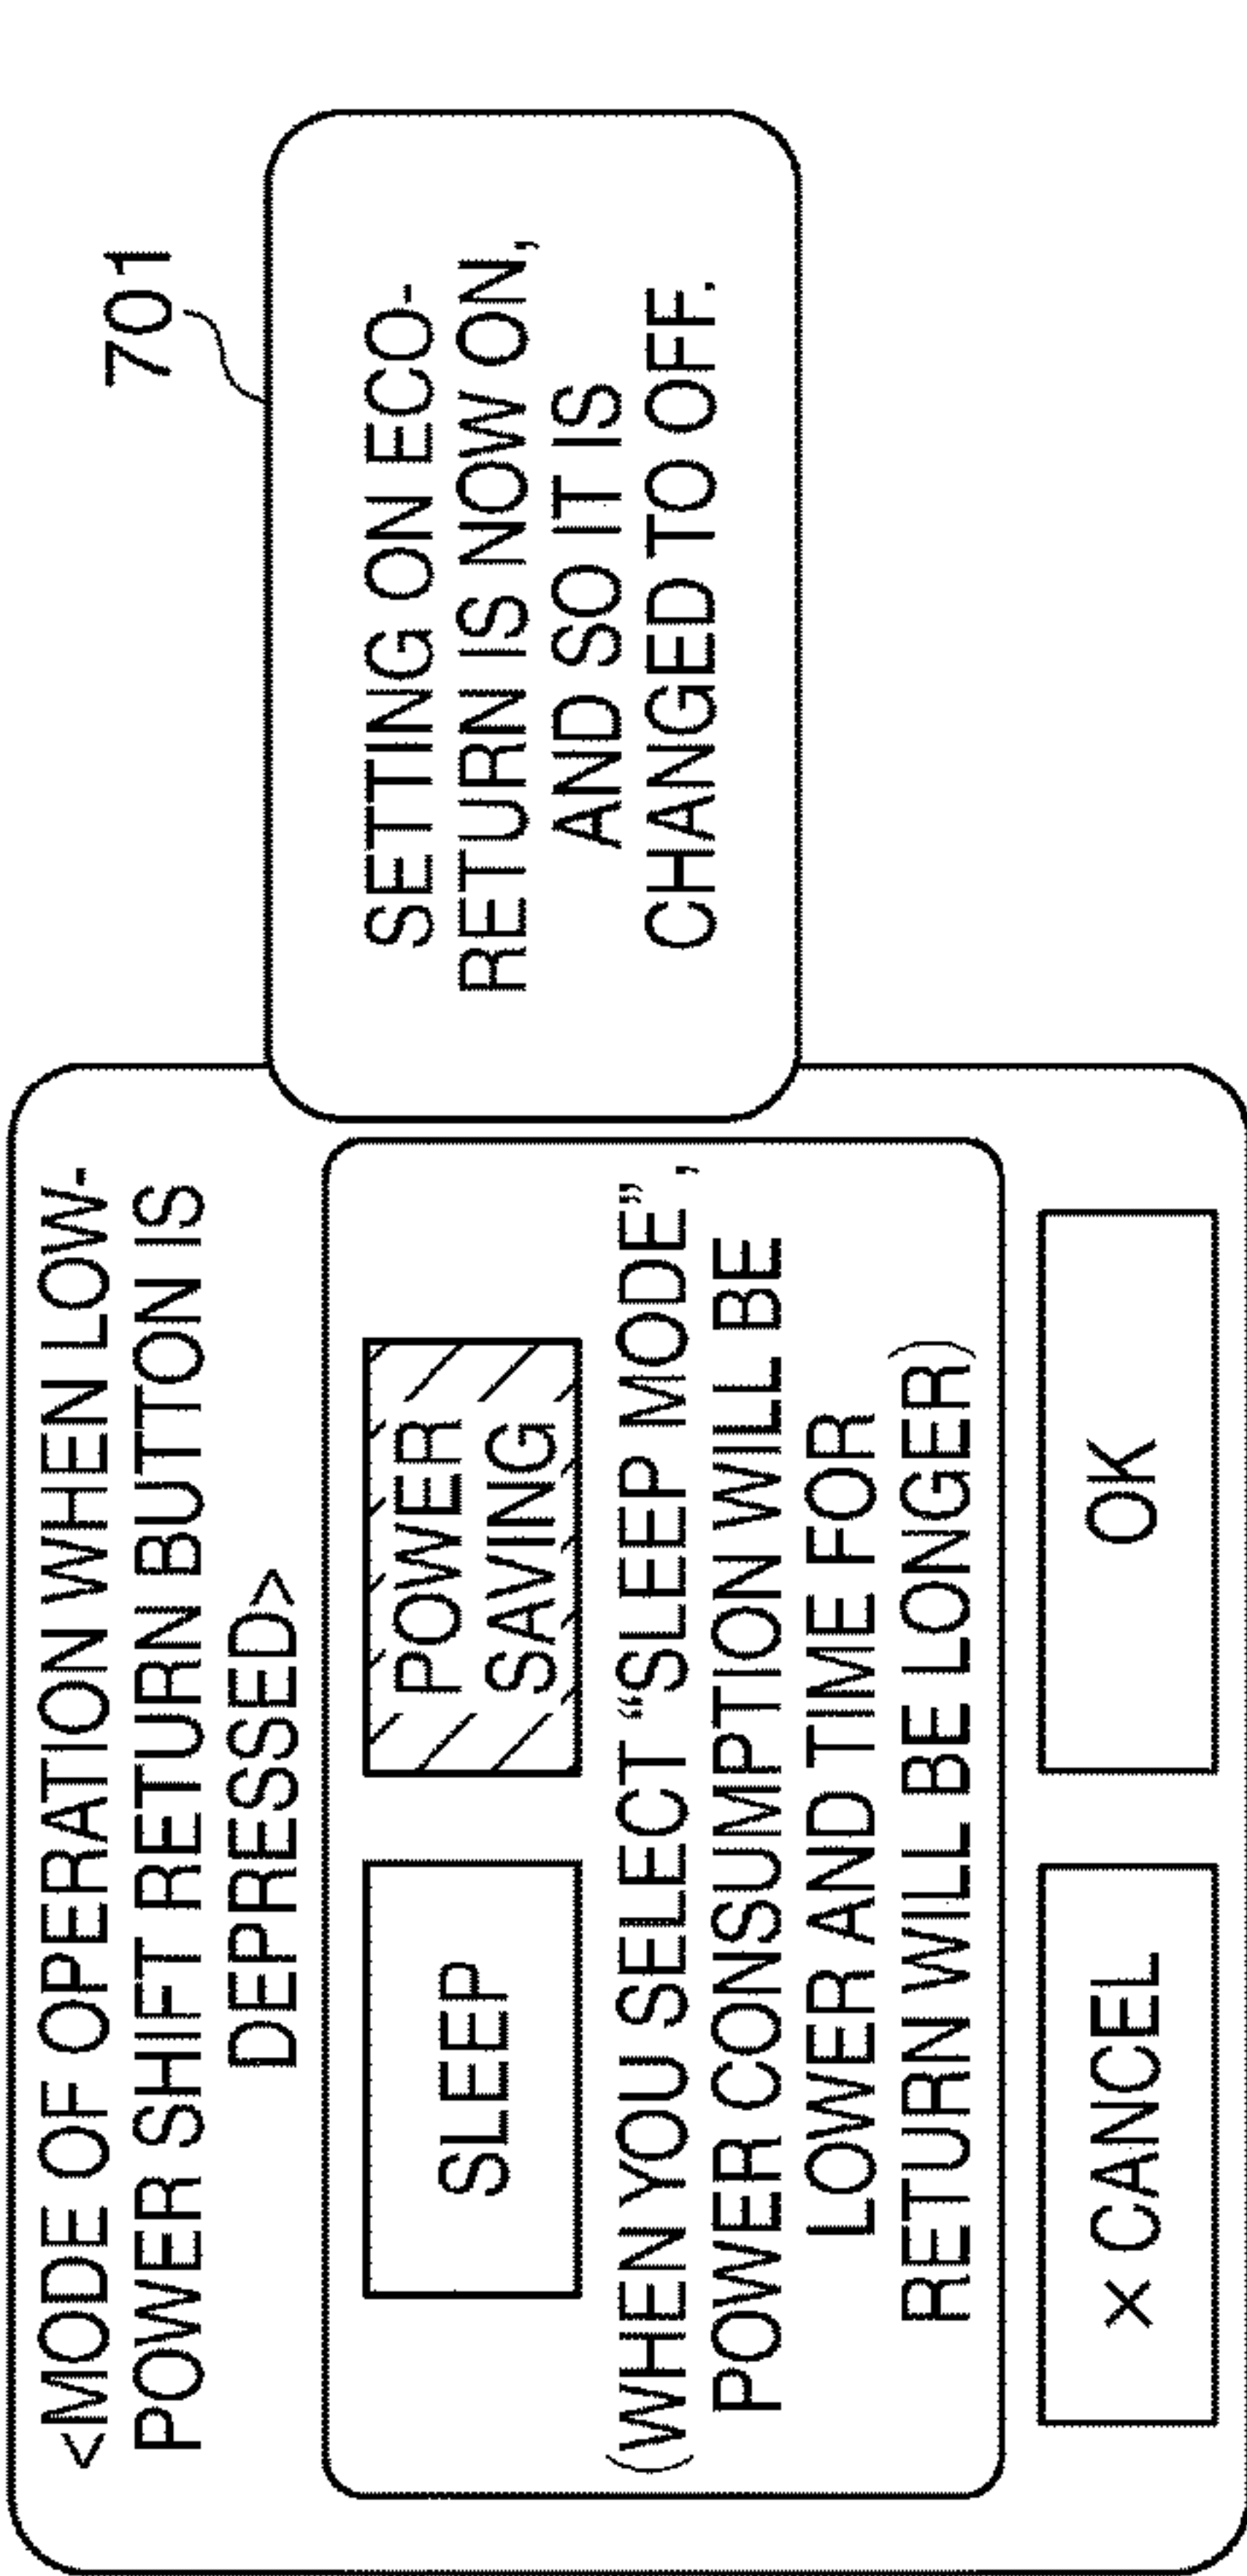 <MODE OF OPERATION WHEN LOW-
POWER SHIFT RETURN BUTTON IS
DEPRESSED>
SLEEP
POWER
SAVING
(WHEN YOU SELECT “SLEEP MODE”,
POWER CONSUMPTION WILL BE
LOWER AND TIME FOR
RETURN WILL BE LONGER)
× CANCEL
OK
701
SETTING ON ECO-
RETURN IS NOW ON,
AND SO IT IS
CHANGED TO OFF.